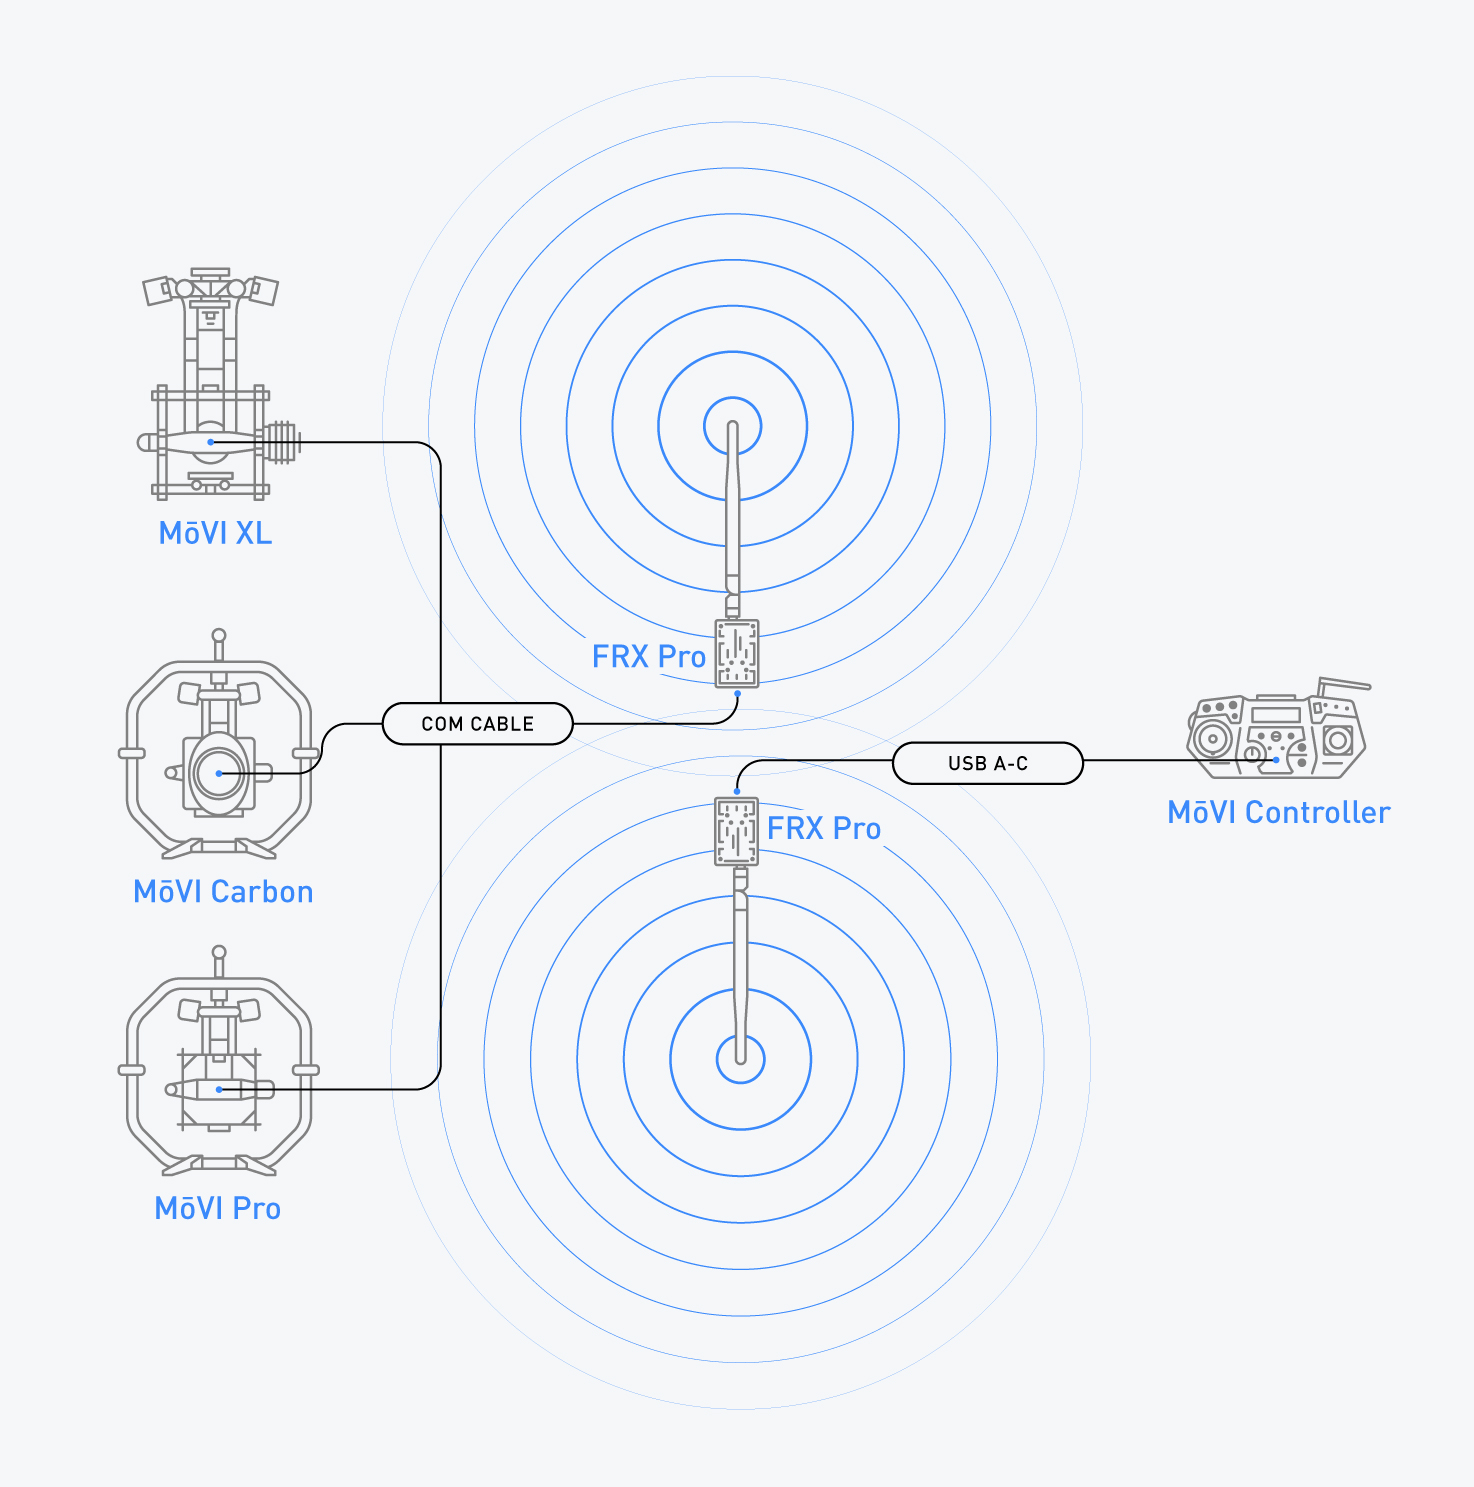 MōVI XL
FRX Pro
COM CABLE
USB A-C
MōVI Controller
FRX Pro
MōVI Carbon
MōVI Pro